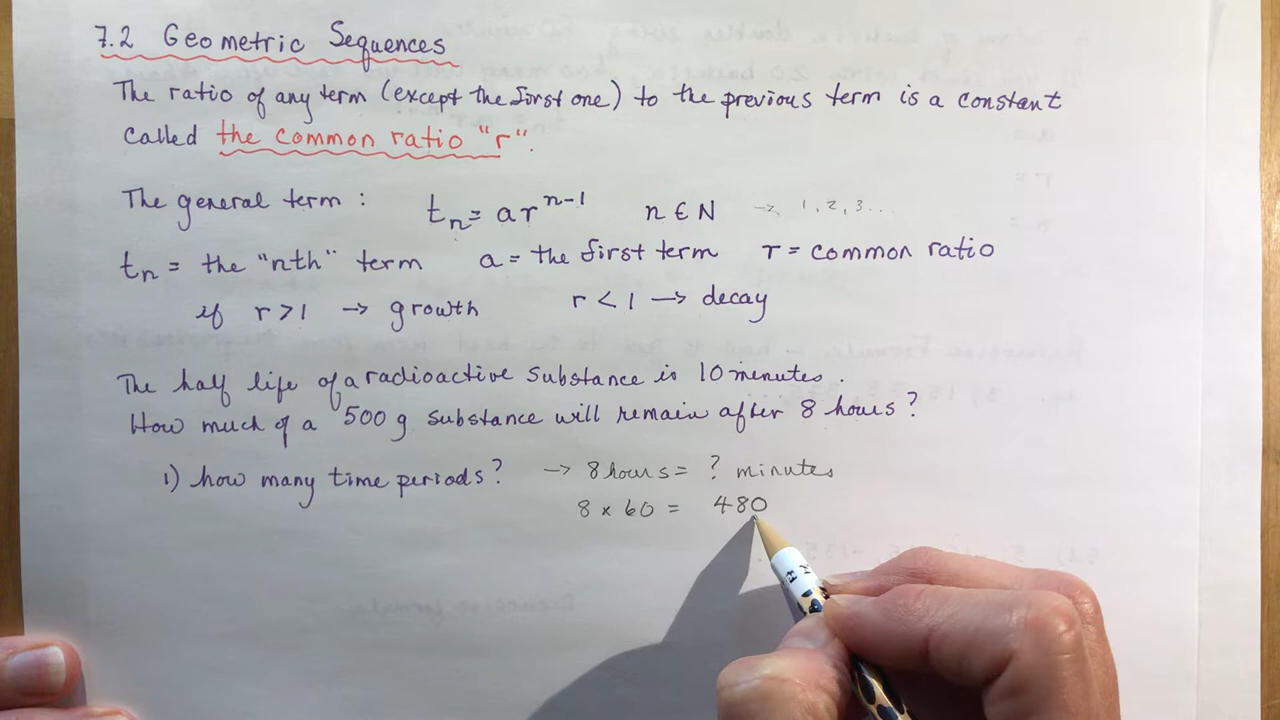 7.2 Geometric Sequences
The ratio of any term (except the first one) to the previous term is a constant
called the common ratio "r".
The general term : tₙ = arⁿ⁻¹ n ∈ N → 1, 2, 3...
tₙ = the "nth" term a = the first term r = common ratio
if r > 1 → growth r < 1 → decay
The half life of a radioactive substance is 10 minutes.
How much of a 500 g substance will remain after 8 hours?
1) how many time periods? → 8 hours = ? minutes
8 x 60 = 480